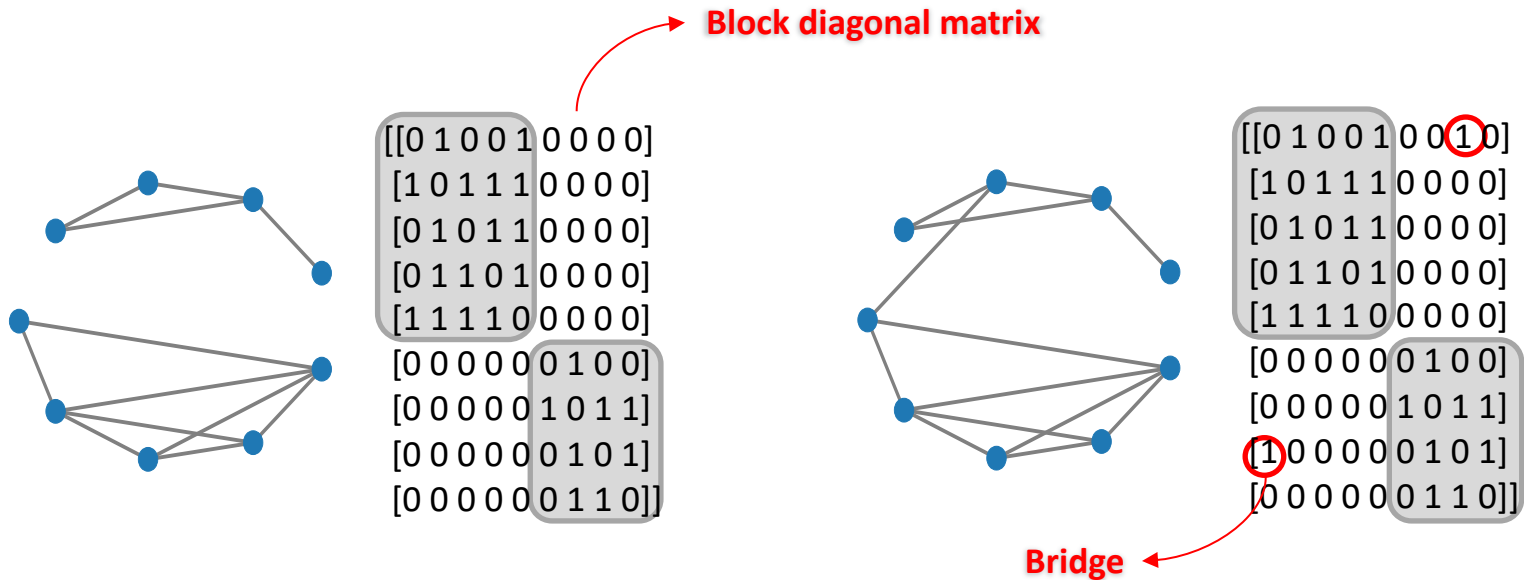 Block diagonal matrix
[[0 1 0 0 1 0 0 0 0]
[1 0 1 1 1 0 0 0 0]
[0 1 0 1 1 0 0 0 0]
[0 1 1 0 1 0 0 0 0]
[1 1 1 1 0 0 0 0 0]
[0 0 0 0 0 0 1 0 0]
[0 0 0 0 0 1 0 1 1]
[0 0 0 0 0 0 1 0 1]
[0 0 0 0 0 0 1 1 0]]
[[0 1 0 0 1 0 0 1 0]
[1 0 1 1 1 0 0 0 0]
[0 1 0 1 1 0 0 0 0]
[0 1 1 0 1 0 0 0 0]
[1 1 1 1 0 0 0 0 0]
[0 0 0 0 0 0 1 0 0]
[0 0 0 0 0 1 0 1 1]
[1 0 0 0 0 0 1 0 1]
[0 0 0 0 0 0 1 1 0]]
Bridge